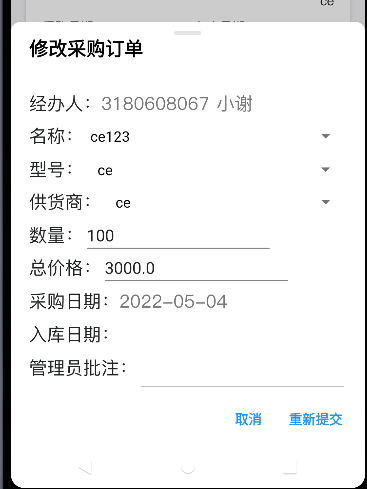 ce
修改采购订单
经办人：3180608067 小谢
名称： ce123
型号： ce
供货商： ce
数量：100
总价格：3000.0
采购日期：2022-05-04
入库日期：
管理员批注：
取消 重新提交